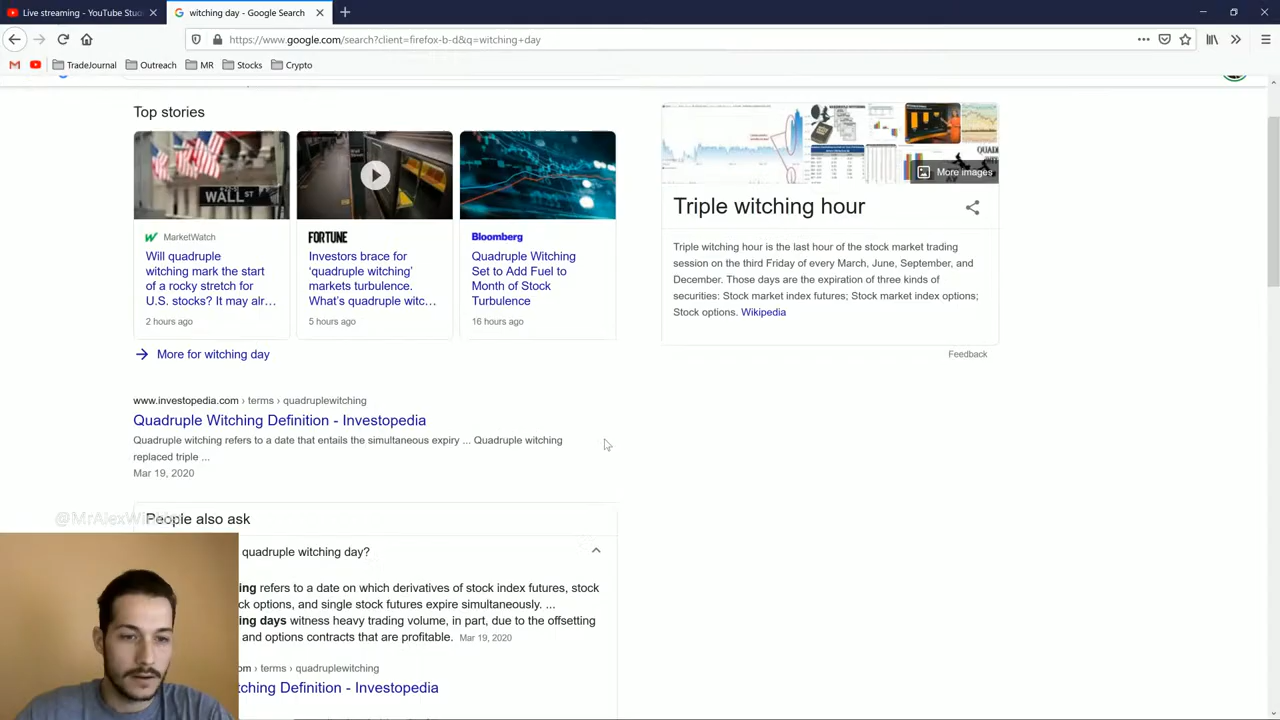 Live streaming - YouTube Stu
witching day - Google Search
https://www.google.com/search?client=firefox-b-d&q=witching+day
TradeJournal
Outreach
MR
Stocks
Crypto
Top stories
WALL ST
MarketWatch
Will quadruple
witching mark the start
of a rocky stretch for
U.S. stocks? It may alr...
2 hours ago
FORTUNE
Investors brace for
‘quadruple witching’
markets turbulence.
What’s quadruple witc...
5 hours ago
Bloomberg
Quadruple Witching
Set to Add Fuel to
Month of Stock
Turbulence
16 hours ago
More for witching day
More images
Triple witching hour
Triple witching hour is the last hour of the stock market trading
session on the third Friday of every March, June, September, and
December. Those days are the expiration of three kinds of
securities: Stock market index futures; Stock market index options;
Stock options. Wikipedia
Feedback
www.investopedia.com › terms › quadruplewitching
Quadruple Witching Definition - Investopedia
Quadruple witching refers to a date that entails the simultaneous expiry ... Quadruple witching
replaced triple ...
Mar 19, 2020
People also ask
quadruple witching day?
ing refers to a date on which derivatives of stock index futures, stock
ck options, and single stock futures expire simultaneously. ...
ing days witness heavy trading volume, in part, due to the offsetting
and options contracts that are profitable. Mar 19, 2020
om › terms › quadruplewitching
ching Definition - Investopedia